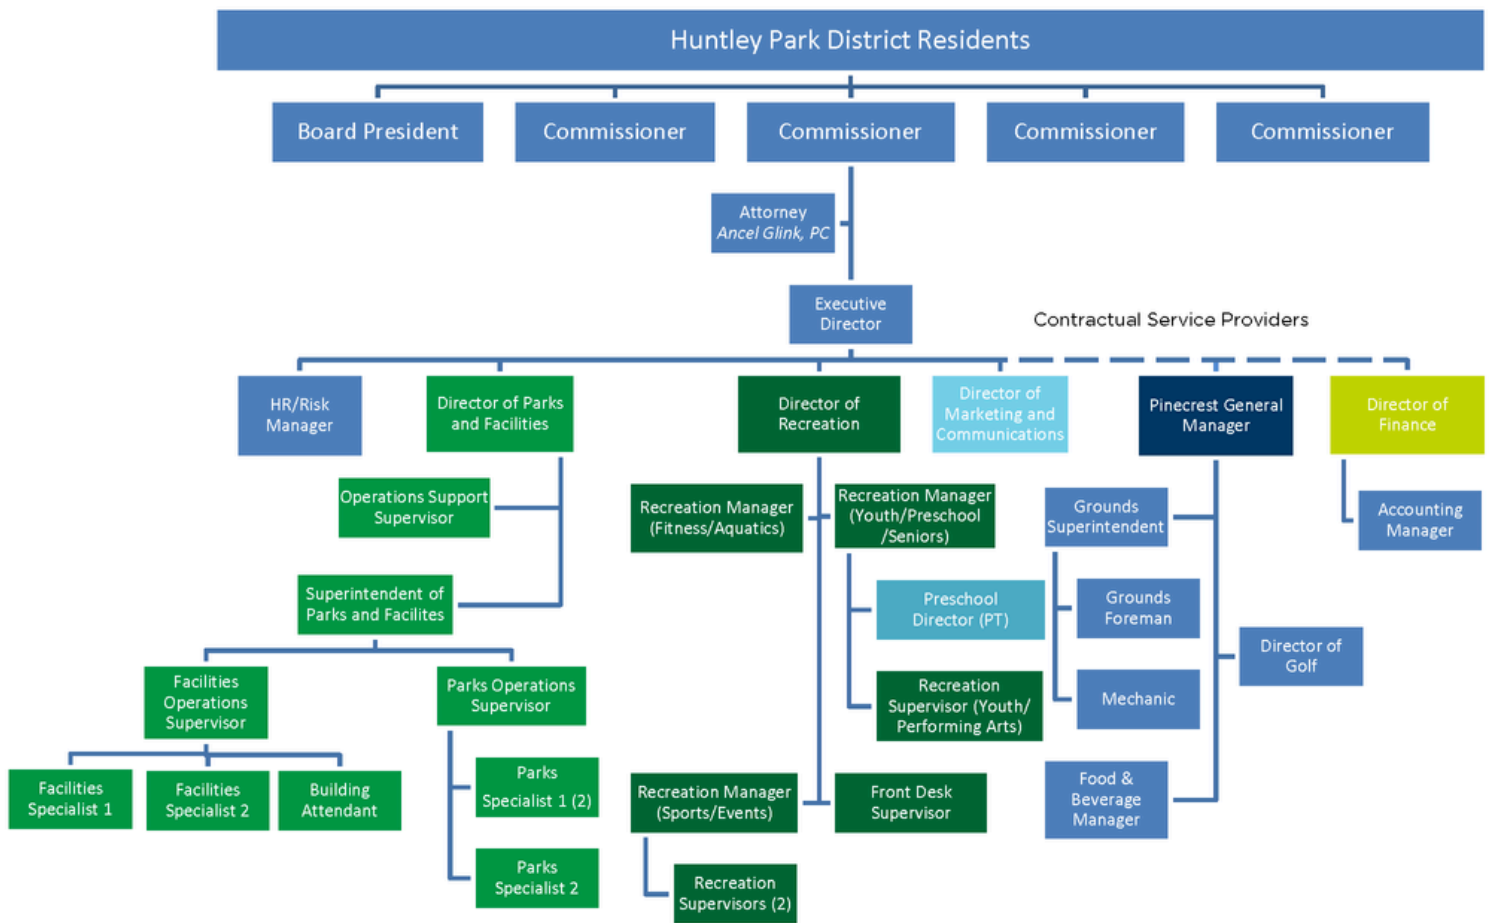 Huntley Park District Residents
Board President
Commissioner
Commissioner
Commissioner
Commissioner
Attorney
Ancel Glink, PC
Executive
Director
Contractual Service Providers
HR/Risk
Manager
Director of Parks
and Facilities
Director of
Recreation
Director of
Marketing and
Communications
Pinecrest General
Manager
Director of
Finance
Operations Support
Supervisor
Recreation Manager
(Fitness/Aquatics)
Recreation Manager
(Youth/Preschool
/Seniors)
Grounds
Superintendent
Accounting
Manager
Superintendent of
Parks and Facilites
Preschool
Director (PT)
Grounds
Foreman
Director of
Golf
Facilities
Operations
Supervisor
Parks Operations
Supervisor
Recreation
Supervisor (Youth/
Performing Arts)
Mechanic
Facilities
Specialist 1
Facilities
Specialist 2
Building
Attendant
Parks
Specialist 1 (2)
Recreation Manager
(Sports/Events)
Front Desk
Supervisor
Food &
Beverage
Manager
Parks
Specialist 2
Recreation
Supervisors (2)